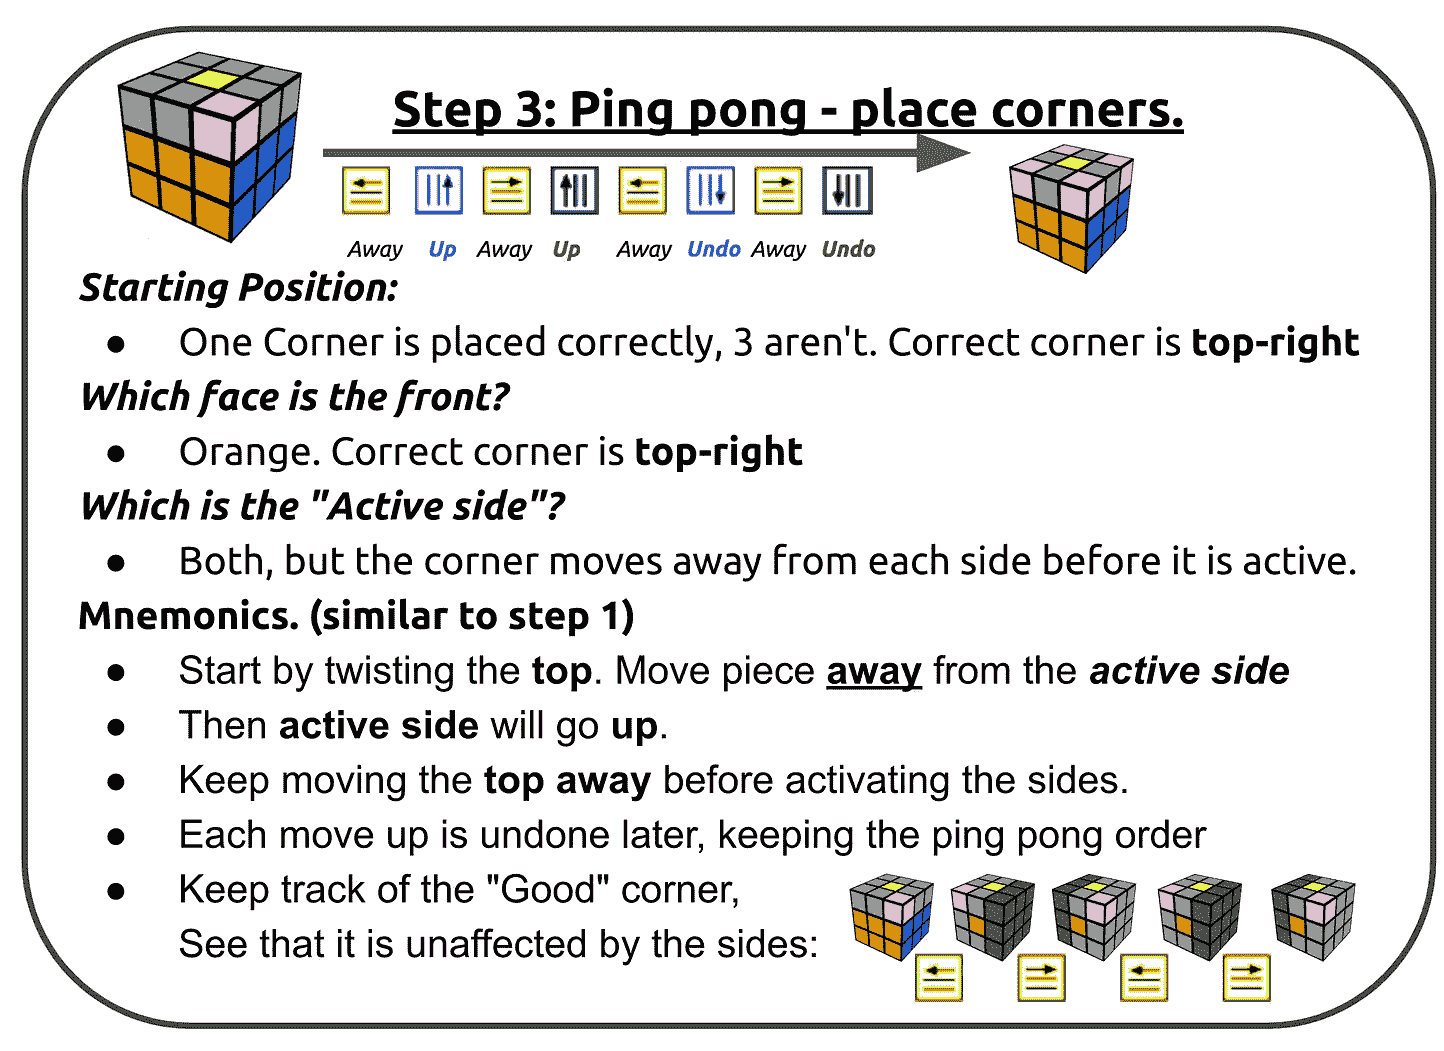 Step 3: Ping pong - place corners.
Away Up Away Up Away Undo Away Undo
Starting Position:
● One Corner is placed correctly, 3 aren't. Correct corner is top-right
Which face is the front?
● Orange. Correct corner is top-right
Which is the "Active side"?
● Both, but the corner moves away from each side before it is active.
Mnemonics. (similar to step 1)
● Start by twisting the top. Move piece away from the active side
● Then active side will go up.
● Keep moving the top away before activating the sides.
● Each move up is undone later, keeping the ping pong order
● Keep track of the "Good" corner,
See that it is unaffected by the sides: